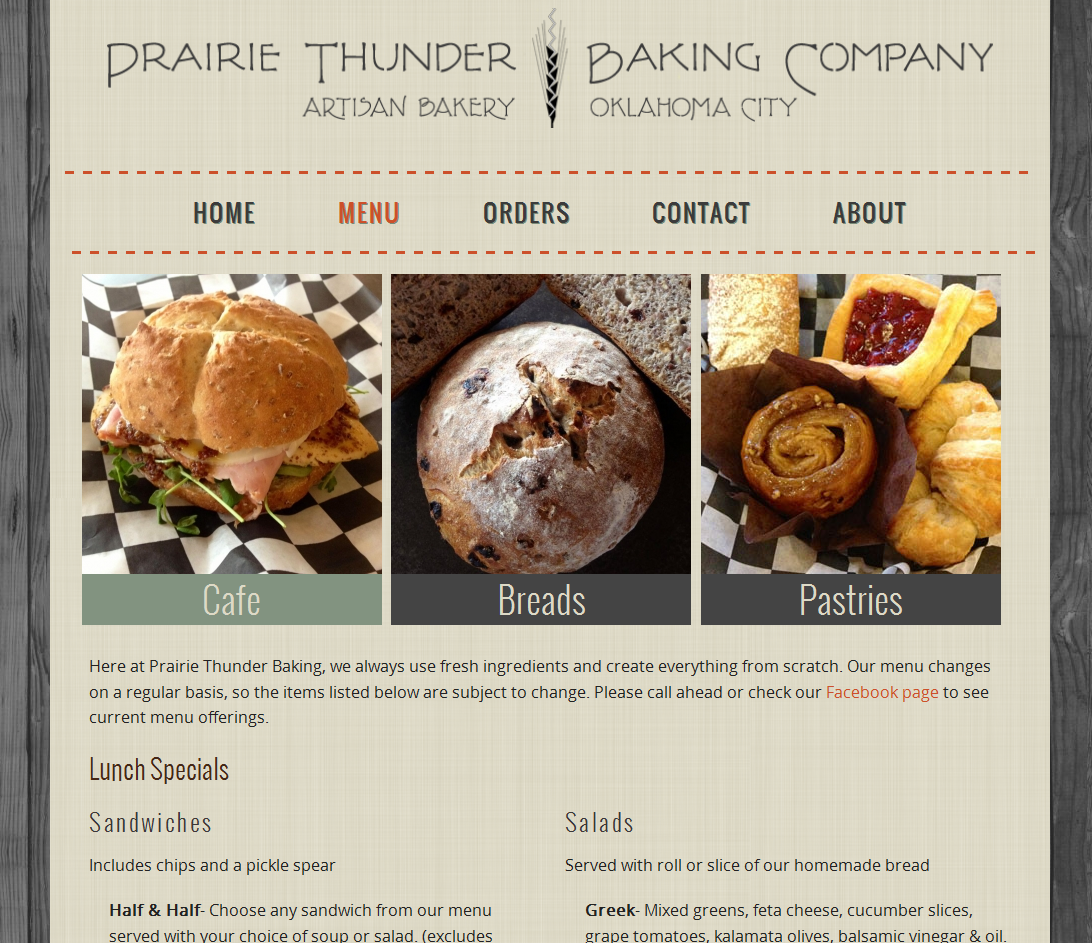 PRAIRIE THUNDER BAKING COMPANY
ARTISAN BAKERY OKLAHOMA CITY
HOME MENU ORDERS CONTACT ABOUT
Cafe Breads Pastries
Here at Prairie Thunder Baking, we always use fresh ingredients and create everything from scratch. Our menu changes
on a regular basis, so the items listed below are subject to change. Please call ahead or check our Facebook page to see
current menu offerings.
Lunch Specials
Sandwiches
Includes chips and a pickle spear
Half & Half- Choose any sandwich from our menu
served with your choice of soup or salad. (excludes
Salads
Served with roll or slice of our homemade bread
Greek- Mixed greens, feta cheese, cucumber slices,
grape tomatoes, kalamata olives, balsamic vinegar & oil.